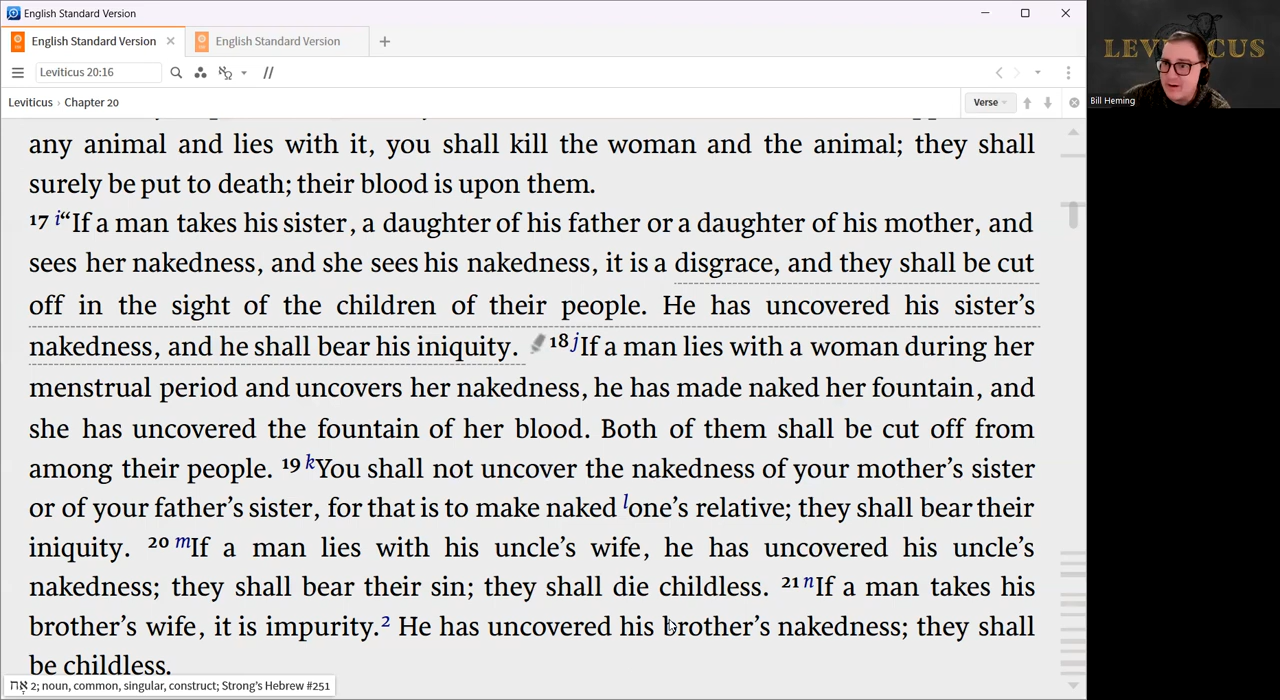 English Standard Version
English Standard Version
English Standard Version
Leviticus 20:16
Leviticus › Chapter 20
Verse
any animal and lies with it, you shall kill the woman and the animal; they shall
surely be put to death; their blood is upon them.
17 i“If a man takes his sister, a daughter of his father or a daughter of his mother, and
sees her nakedness, and she sees his nakedness, it is a disgrace, and they shall be cut
off in the sight of the children of their people. He has uncovered his sister’s
nakedness, and he shall bear his iniquity. 18 jIf a man lies with a woman during her
menstrual period and uncovers her nakedness, he has made naked her fountain, and
she has uncovered the fountain of her blood. Both of them shall be cut off from
among their people. 19 kYou shall not uncover the nakedness of your mother’s sister
or of your father’s sister, for that is to make naked lone’s relative; they shall bear their
iniquity. 20 mIf a man lies with his uncle’s wife, he has uncovered his uncle’s
nakedness; they shall bear their sin; they shall die childless. 21 nIf a man takes his
brother’s wife, it is impurity.2 He has uncovered his brother’s nakedness; they shall
be childless.
אָח 2; noun, common, singular, construct; Strong’s Hebrew #251
Bill Heming